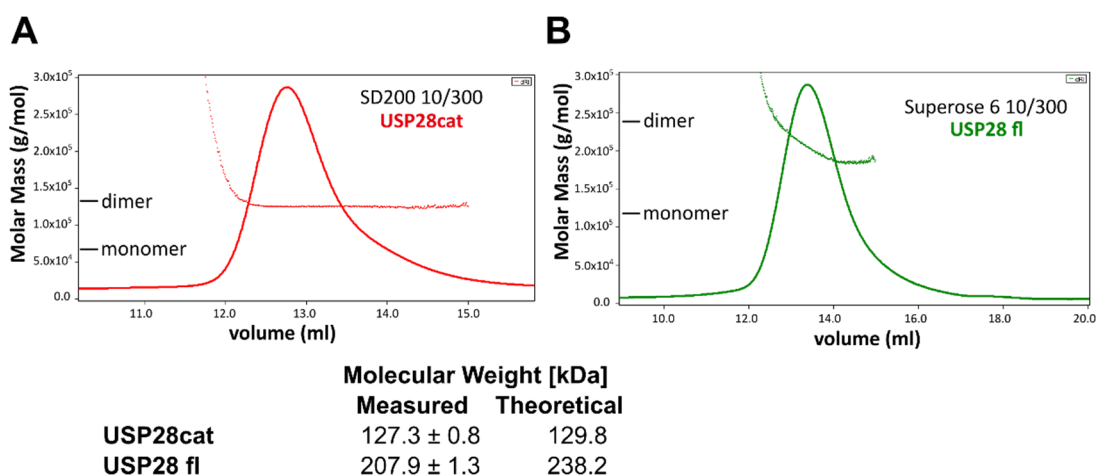 A
Molar Mass (g/mol)
3.0x10⁵
2.5x10⁵
2.0x10⁵
1.5x10⁵
1.0x10⁵
5.0x10⁴
0.0
dimer
monomer
SD200 10/300
USP28cat
dRI
11.0 12.0 13.0 14.0 15.0
volume (ml)
B
Molar Mass (g/mol)
3.0x10⁵
2.5x10⁵
2.0x10⁵
1.5x10⁵
1.0x10⁵
5.0x10⁴
0.0
dimer
monomer
Superose 6 10/300
USP28 fl
dRI
10.0 12.0 14.0 16.0 18.0 20.0
volume (ml)
Molecular Weight [kDa]
Measured Theoretical
USP28cat 127.3 ± 0.8 129.8
USP28 fl 207.9 ± 1.3 238.2